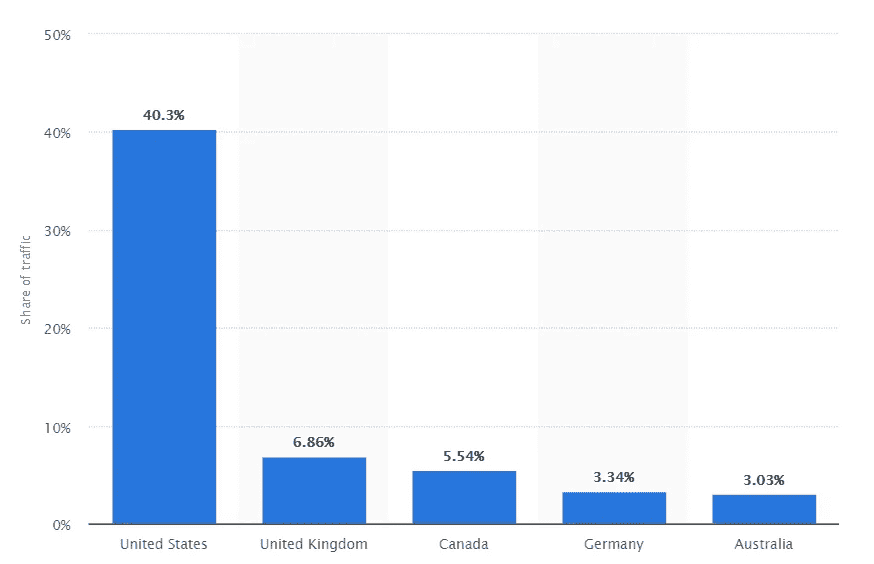 50%
40%
30%
20%
10%
0%
Share of traffic
40.3%
6.86%
5.54%
3.34%
3.03%
United States
United Kingdom
Canada
Germany
Australia